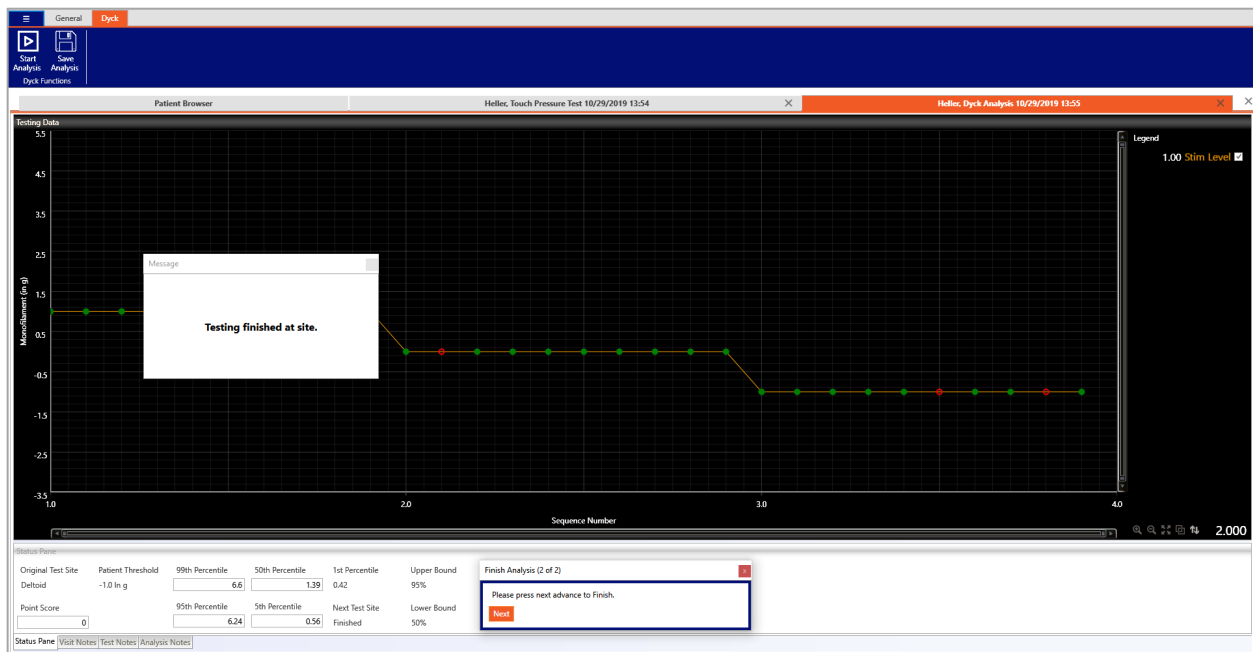 ☰ General Dyck
Start Analysis Save Analysis
Dyck Functions
Patient Browser Heller, Touch Pressure Test 10/29/2019 13:54 Heller, Dyck Analysis 10/29/2019 13:55
Testing Data
Legend
1.00 Stim Level
Monofilament (in g)
5.5
4.5
3.5
2.5
1.5
0.5
-0.5
-1.5
-2.5
-3.5
Message
Testing finished at site.
1.0 2.0 3.0 4.0
Sequence Number
2.000
Status Pane
Original Test Site Patient Threshold 99th Percentile 50th Percentile 1st Percentile Upper Bound
Deltoid -1.0 ln g 6.6 1.39 0.42 95%
Point Score 95th Percentile 5th Percentile Next Test Site Lower Bound
0 6.24 0.56 Finished 50%
Finish Analysis (2 of 2) x
Please press next advance to Finish.
Next
Status Pane Visit Notes Test Notes Analysis Notes